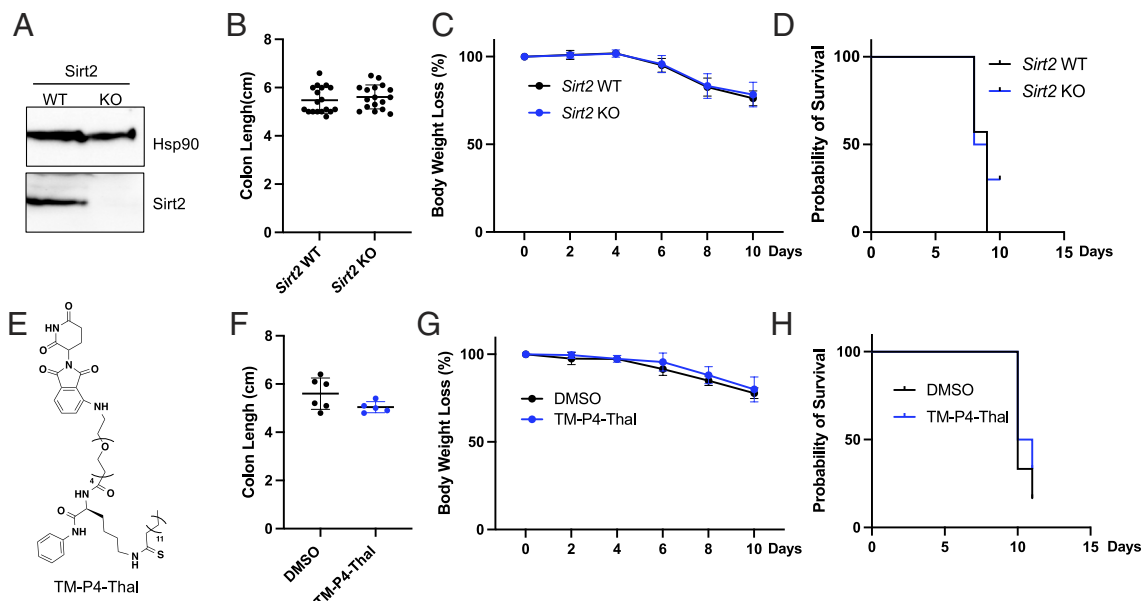 A
Sirt2
WT KO
Hsp90
Sirt2
B
Colon Lengh(cm)
8
6
4
2
0
Sirt2 WT
Sirt2 KO
C
Body Weight Loss (%)
100
50
0
Sirt2 WT
Sirt2 KO
0 2 4 6 8 10 Days
D
Probability of Survival
100
50
0
Sirt2 WT
Sirt2 KO
0 5 10 15 Days
E
O
HN
O
N
O
O
NH
O
4
H
N
O
O
NH
N
H
S
11
TM-P4-Thal
F
Colon Lengh (cm)
8
6
4
2
0
DMSO
TM-P4-Thal
G
Body Weight Loss (%)
100
50
0
DMSO
TM-P4-Thal
0 2 4 6 8 10 Days
H
Probability of Survival
100
50
0
DMSO
TM-P4-Thal
0 5 10 15 Days